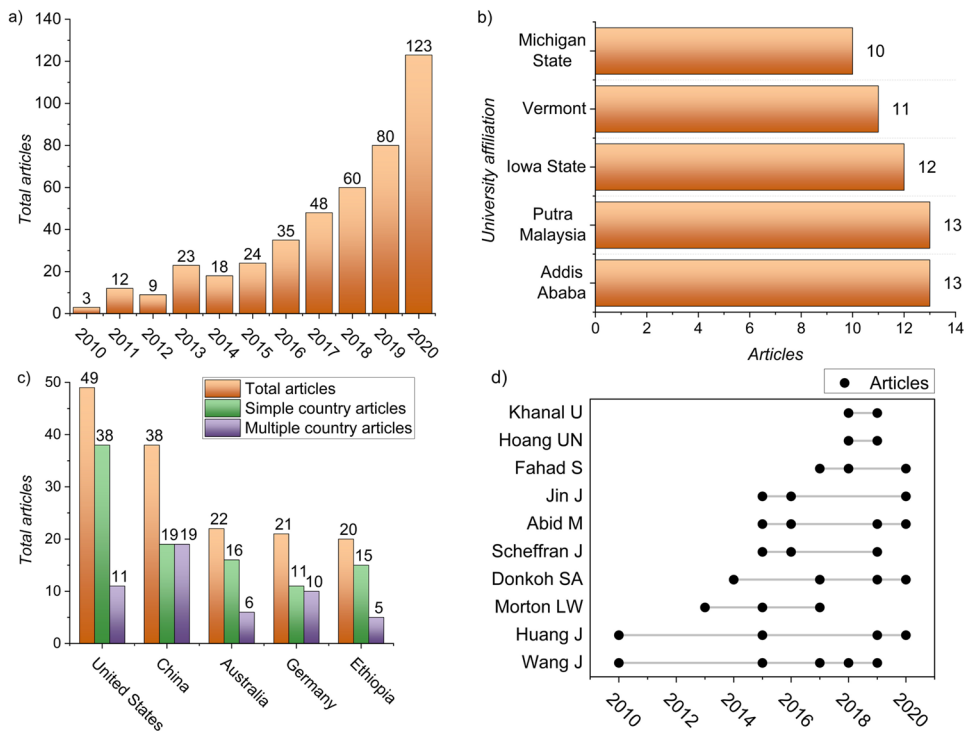 a)
Total articles
140
120
100
80
60
40
20
0
3
12
9
23
18
24
35
48
60
80
123
2010
2011
2012
2013
2014
2015
2016
2017
2018
2019
2020
b)
University affiliation
Michigan
State
10
Vermont
11
Iowa State
12
Putra
Malaysia
13
Addis
Ababa
13
0 2 4 6 8 10 12 14
Articles
c)
Total articles
Simple country articles
Multiple country articles
Total articles
50
40
30
20
10
0
49
38
11
38
19
19
22
16
6
21
11
10
20
15
5
United States
China
Australia
Germany
Ethiopia
d)
Articles
Khanal U
Hoang UN
Fahad S
Jin J
Abid M
Scheffran J
Donkoh SA
Morton LW
Huang J
Wang J
2010
2012
2014
2016
2018
2020